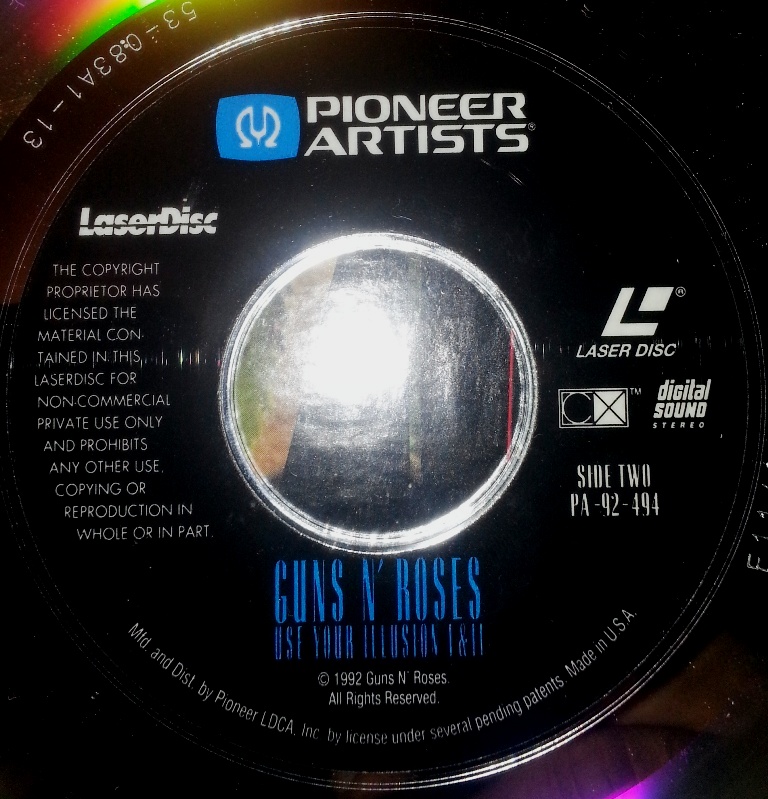 53-083A1-13
PIONEER
ARTISTS®
LaserDisc
THE COPYRIGHT
PROPRIETOR HAS
LICENSED THE
MATERIAL CON-
TAINED IN THIS
LASERDISC FOR
NON-COMMERCIAL
PRIVATE USE ONLY
AND PROHIBITS
ANY OTHER USE,
COPYING OR
REPRODUCTION IN
WHOLE OR IN PART.
®
LASER DISC
CX™
digital
SOUND
STEREO
SIDE TWO
PA-92-494
GUNS N' ROSES
USE YOUR ILLUSION I&II
© 1992 Guns N' Roses.
All Rights Reserved.
Mfd. and Dist. by Pioneer LDCA, Inc. by license under several pending patents. Made in U.S.A.